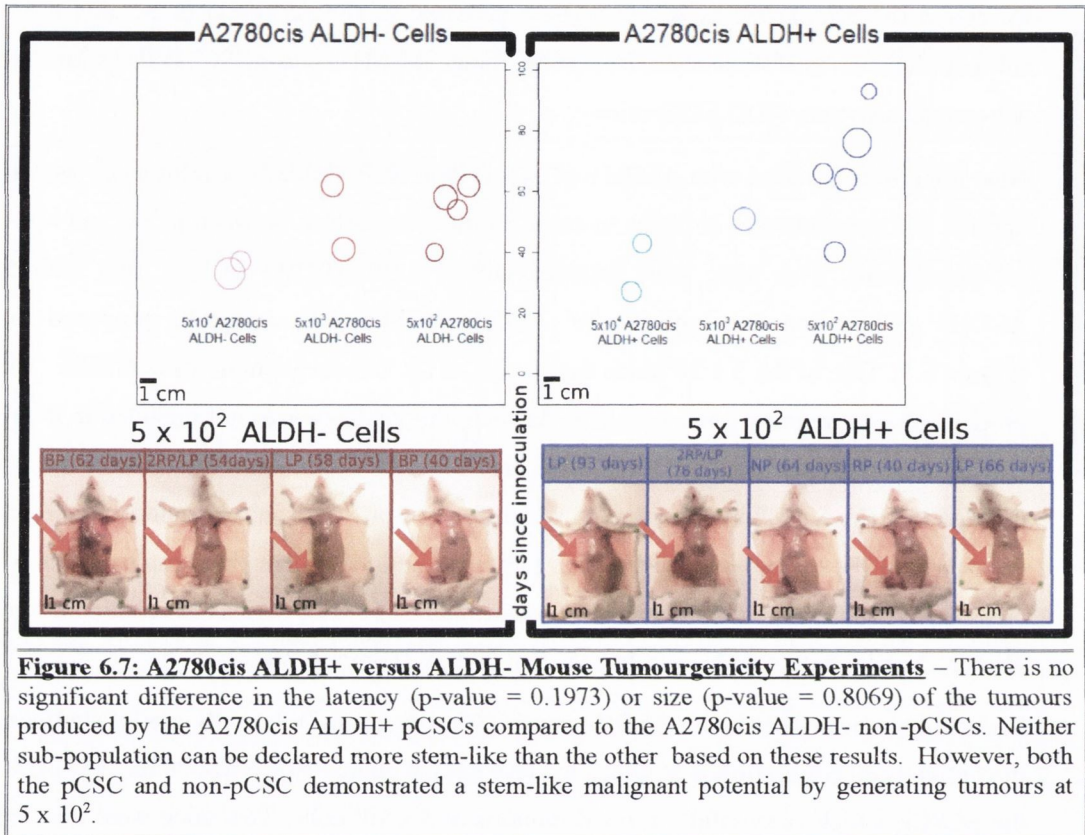 A2780cis ALDH- Cells
A2780cis ALDH+ Cells
100
80
60
40
20
0
days since inoculation
5x10⁴ A2780cis
ALDH- Cells
5x10³ A2780cis
ALDH- Cells
5x10² A2780cis
ALDH- Cells
1 cm
5x10⁴ A2780cis
ALDH+ Cells
5x10³ A2780cis
ALDH+ Cells
5x10² A2780cis
ALDH+ Cells
1 cm
5 x 10² ALDH- Cells
BP (62 days)
2RP/LP (54days)
LP (58 days)
BP (40 days)
1 cm
1 cm
1 cm
1 cm
5 x 10² ALDH+ Cells
LP (93 days)
2RP/LP
(76 days)
NP (64 days)
RP (40 days)
LP (66 days)
1 cm
1 cm
1 cm
1 cm
1 cm
Figure 6.7: A2780cis ALDH+ versus ALDH- Mouse Tumourgenicity Experiments – There is no
significant difference in the latency (p-value = 0.1973) or size (p-value = 0.8069) of the tumours
produced by the A2780cis ALDH+ pCSCs compared to the A2780cis ALDH- non-pCSCs. Neither
sub-population can be declared more stem-like than the other based on these results. However, both
the pCSC and non-pCSC demonstrated a stem-like malignant potential by generating tumours at
5 x 10².